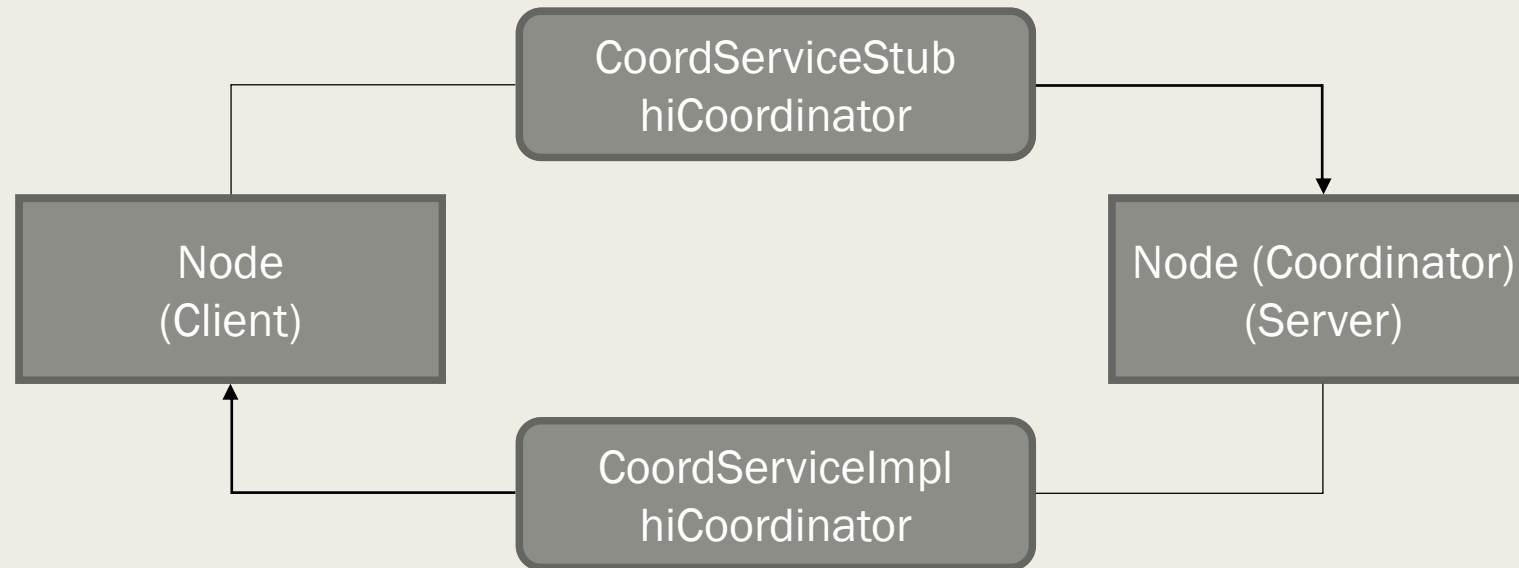 CoordServiceStub
hiCoordinator
Node
(Client)
Node (Coordinator)
(Server)
CoordServiceImpl
hiCoordinator